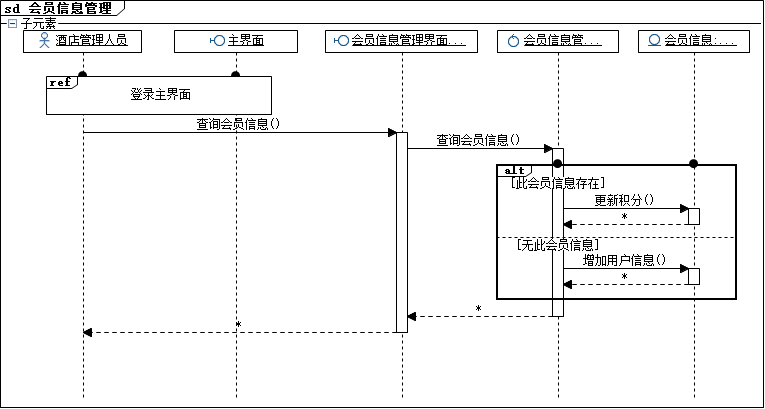 sd 会员信息管理
子元素
酒店管理人员
主界面
会员信息管理界面...
会员信息管...
会员信息:...
ref
登录主界面
查询会员信息()
查询会员信息()
alt
[此会员信息存在]
更新积分()
*
[无此会员信息]
增加用户信息()
*
*
*